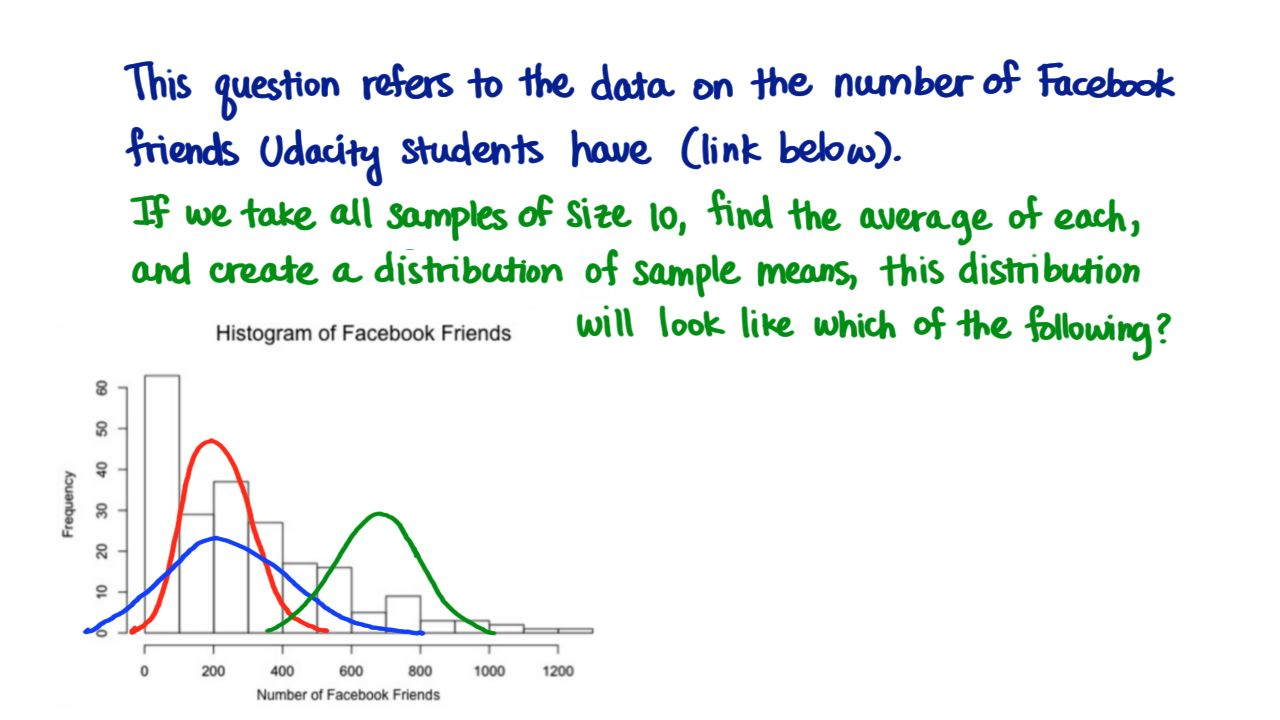 This question refers to the data on the number of Facebook
friends Udacity students have (link below).
If we take all samples of size 10, find the average of each,
and create a distribution of sample means, this distribution
will look like which of the following?
Histogram of Facebook Friends
Frequency
60
50
40
30
20
10
0
0 200 400 600 800 1000 1200
Number of Facebook Friends